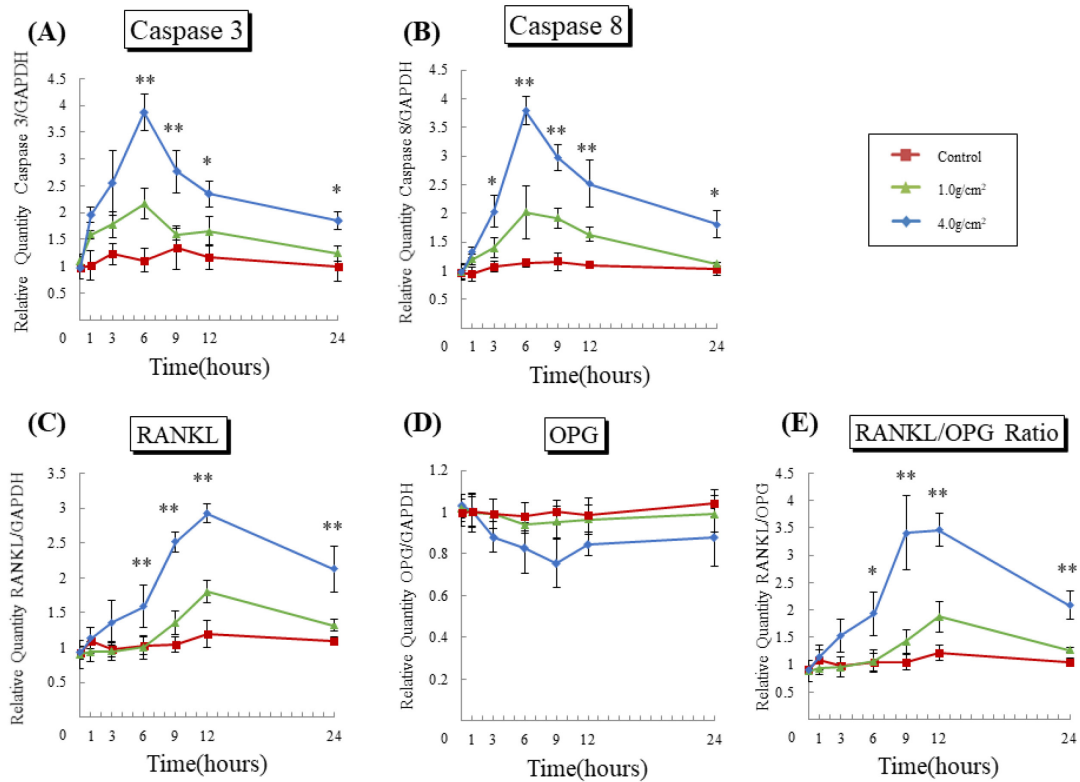 (A)
Caspase 3
Relative Quantity Caspase 3/GAPDH
4.5
4
3.5
3
2.5
2
1.5
1
0.5
0
**
**
*
*
1 3 6 9 12 24
Time(hours)
(B)
Caspase 8
Relative Quantity Caspase 8/GAPDH
4.5
4
3.5
3
2.5
2
1.5
1
0.5
0
*
**
**
**
*
1 3 6 9 12 24
Time(hours)
Control
1.0g/cm²
4.0g/cm²
(C)
RANKL
Relative Quantity RANKL/GAPDH
3.5
3
2.5
2
1.5
1
0.5
0
**
**
**
**
1 3 6 9 12 24
Time(hours)
(D)
OPG
Relative Quantity OPG/GAPDH
1.2
1
0.8
0.6
0.4
0.2
0
1 3 6 9 12 24
Time(hours)
(E)
RANKL/OPG Ratio
Relative Quantity RANKL/OPG
4.5
4
3.5
3
2.5
2
1.5
1
0.5
0
*
**
**
**
1 3 6 9 12 24
Time(hours)